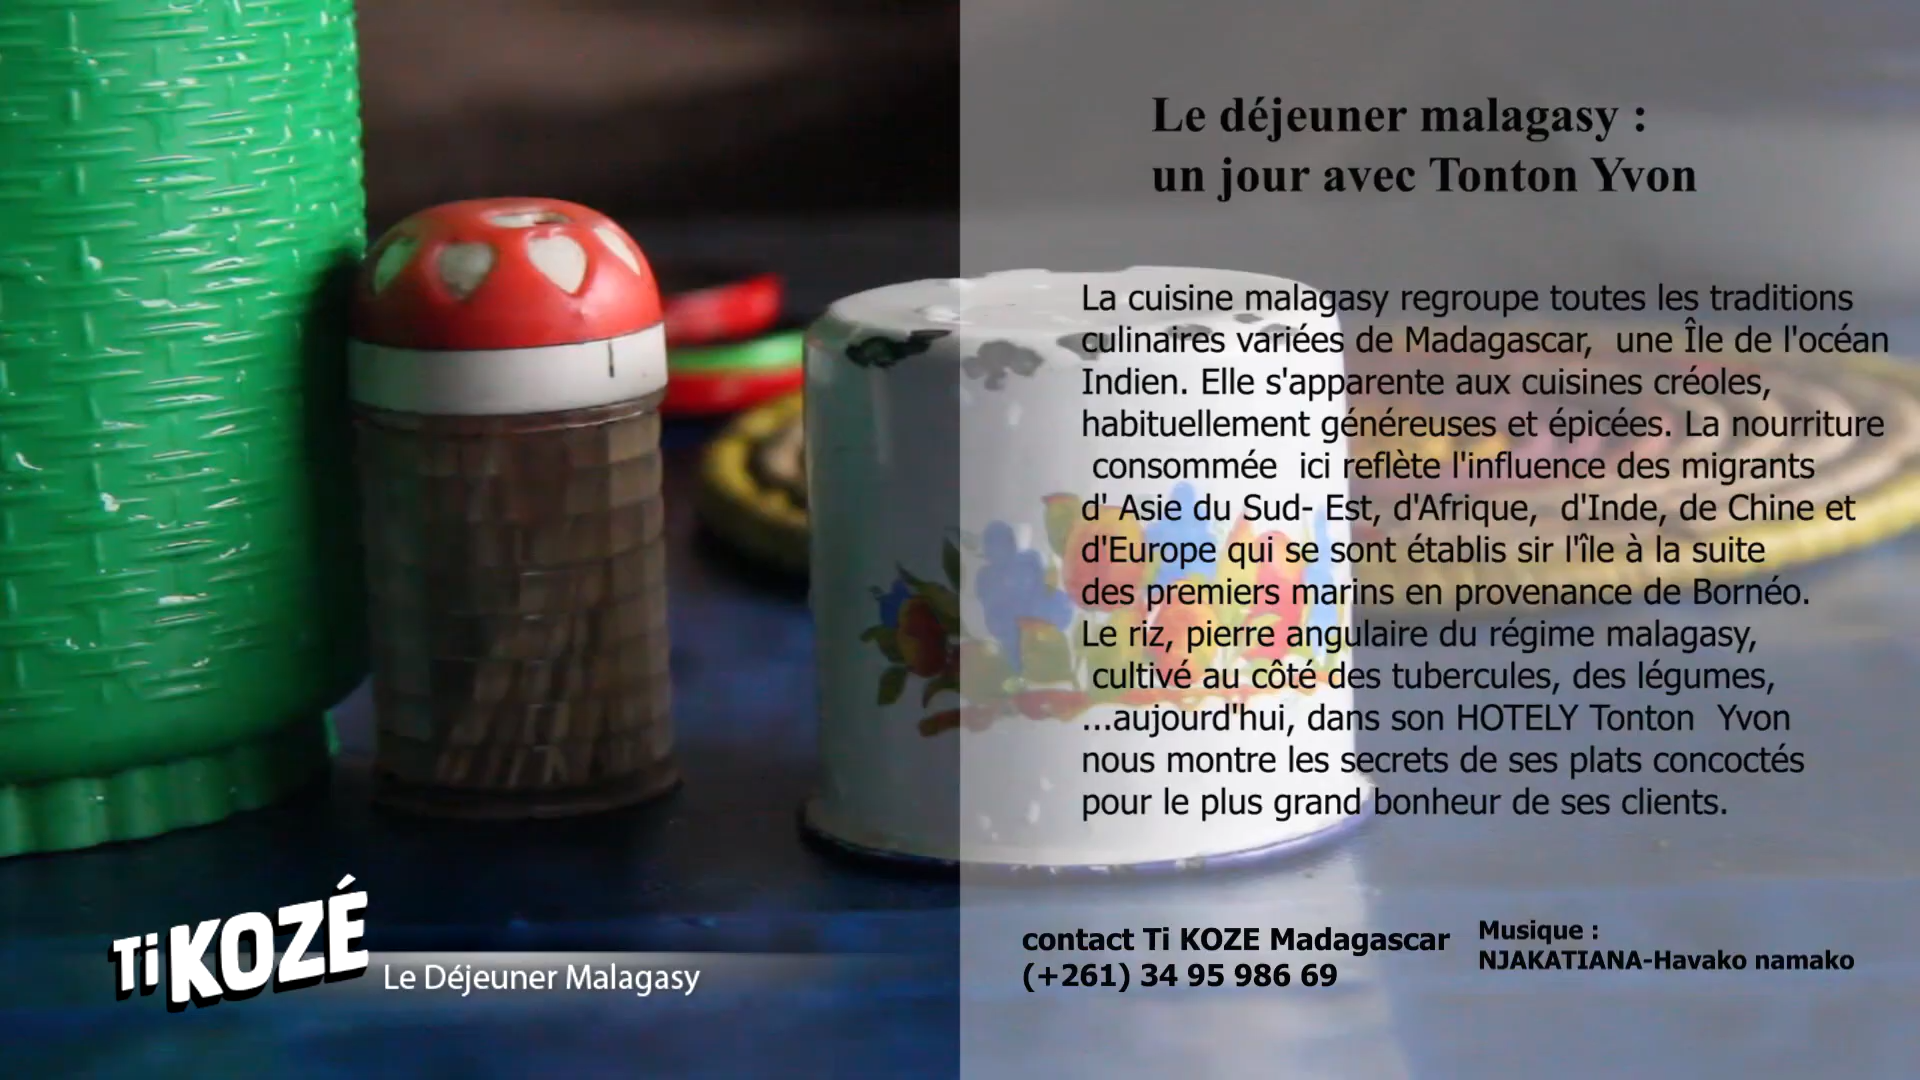 Le déjeuner malagasy :
un jour avec Tonton Yvon
La cuisine malagasy regroupe toutes les traditions
culinaires variées de Madagascar, une Île de l'océan
Indien. Elle s'apparente aux cuisines créoles,
habituellement généreuses et épicées. La nourriture
consommée ici reflète l'influence des migrants
d' Asie du Sud- Est, d'Afrique, d'Inde, de Chine et
d'Europe qui se sont établis sir l'île à la suite
des premiers marins en provenance de Bornéo.
Le riz, pierre angulaire du régime malagasy,
cultivé au côté des tubercules, des légumes,
...aujourd'hui, dans son HOTELY Tonton Yvon
nous montre les secrets de ses plats concoctés
pour le plus grand bonheur de ses clients.
contact Ti KOZE Madagascar
(+261) 34 95 986 69
Musique :
NJAKATIANA-Havako namako
Ti KOZÉ
Le Déjeuner Malagasy